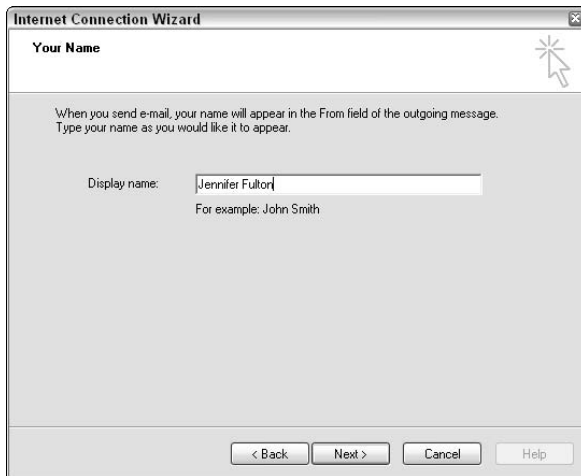 Internet Connection Wizard
Your Name
When you send e-mail, your name will appear in the From field of the outgoing message.
Type your name as you would like it to appear.
Display name:
Jennifer Fulton
For example: John Smith
< Back
Next >
Cancel
Help